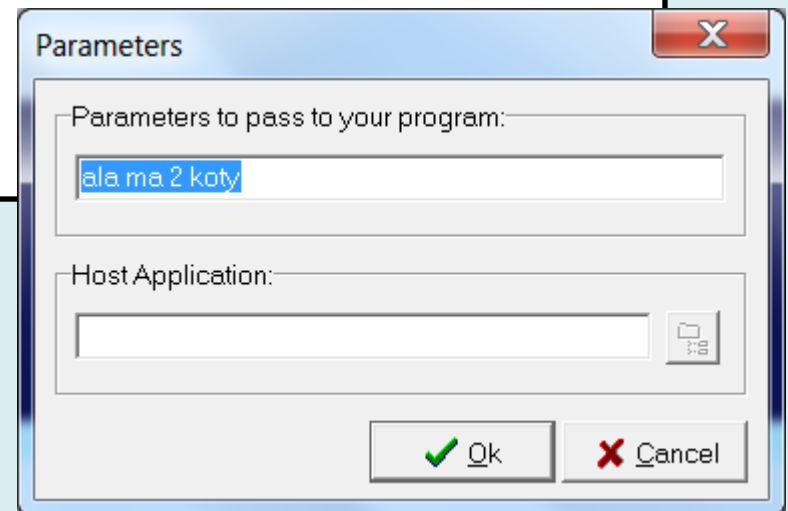 Parameters
Parameters to pass to your program:
ala ma 2 koty
Host Application:
Ok
Cancel